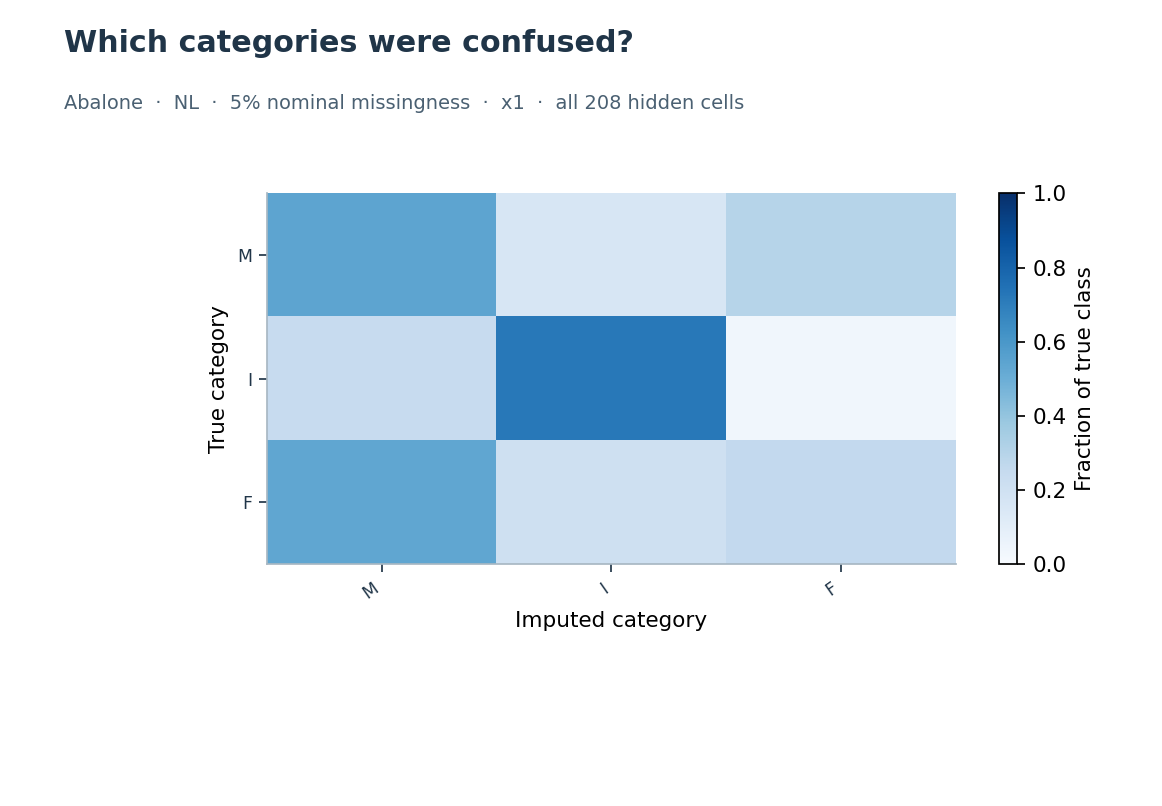 Which categories were confused?
Abalone · NL · 5% nominal missingness · x1 · all 208 hidden cells
True category
M
I
F
M
I
F
Imputed category
1.0
0.8
0.6
0.4
0.2
0.0
Fraction of true class